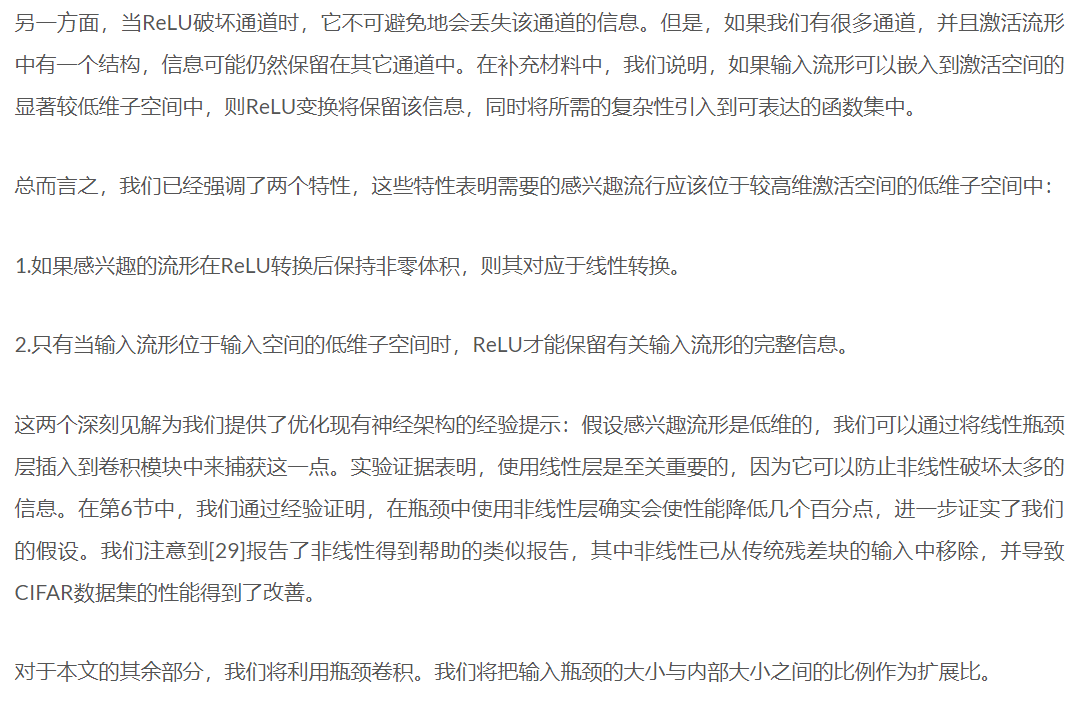 另一方面，当ReLU破坏通道时，它不可避免地会丢失该通道的信息。但是，如果我们有很多通道，并且激活流形
中有一个结构，信息可能仍然保留在其它通道中。在补充材料中，我们说明，如果输入流形可以嵌入到激活空间的
显著较低维子空间中，则ReLU变换将保留该信息，同时将所需的复杂性引入到可表达的函数集中。
总而言之，我们已经强调了两个特性，这些特性表明需要的感兴趣流行应该位于较高维激活空间的低维子空间中：
1.如果感兴趣的流形在ReLU转换后保持非零体积，则其对应于线性转换。
2.只有当输入流形位于输入空间的低维子空间时，ReLU才能保留有关输入流形的完整信息。
这两个深刻见解为我们提供了优化现有神经架构的经验提示：假设感兴趣流形是低维的，我们可以通过将线性瓶颈
层插入到卷积模块中来捕获这一点。实验证据表明，使用线性层是至关重要的，因为它可以防止非线性破坏太多的
信息。在第6节中，我们通过经验证明，在瓶颈中使用非线性层确实会使性能降低几个百分点，进一步证实了我们
的假设。我们注意到[29]报告了非线性得到帮助的类似报告，其中非线性已从传统残差块的输入中移除，并导致
CIFAR数据集的性能得到了改善。
对于本文的其余部分，我们将利用瓶颈卷积。我们将把输入瓶颈的大小与内部大小之间的比例作为扩展比。